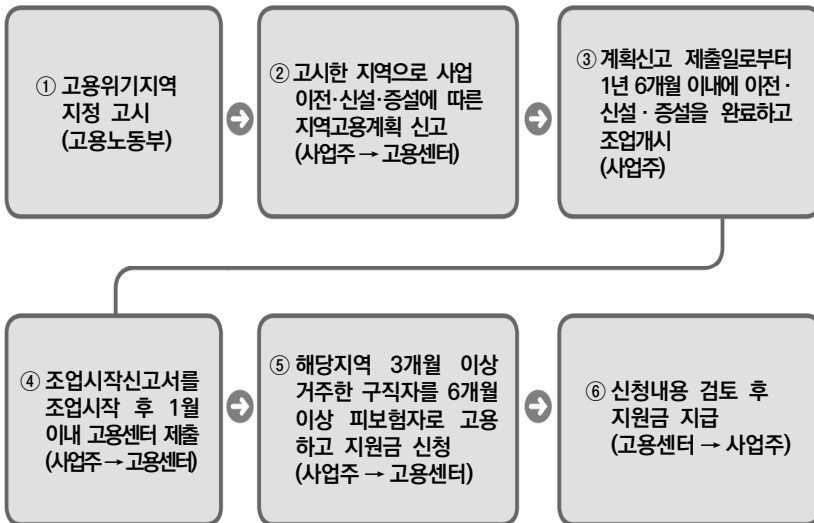 ① 고용위기지역
지정 고시
(고용노동부)
② 고시한 지역으로 사업
이전·신설·증설에 따른
지역고용계획 신고
(사업주 → 고용센터)
③ 계획신고 제출일로부터
1년 6개월 이내에 이전 ·
신설 · 증설을 완료하고
조업개시
(사업주)
④ 조업시작신고서를
조업시작 후 1월
이내 고용센터 제출
(사업주 → 고용센터)
⑤ 해당지역 3개월 이상
거주한 구직자를 6개월
이상 피보험자로 고용
하고 지원금 신청
(사업주 → 고용센터)
⑥ 신청내용 검토 후
지원금 지급
(고용센터 → 사업주)